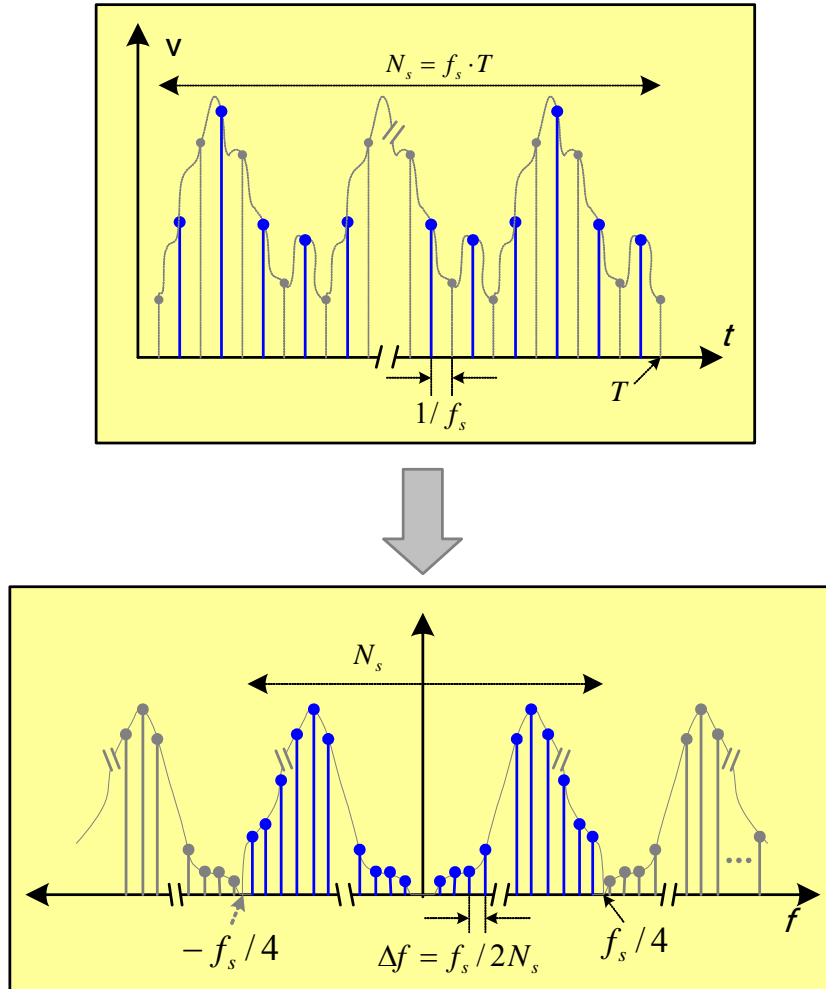 v
N_s = f_s · T
t
T
1/ f_s
N_s
...
f
− f_s /4
Δf = f_s /2N_s
f_s /4